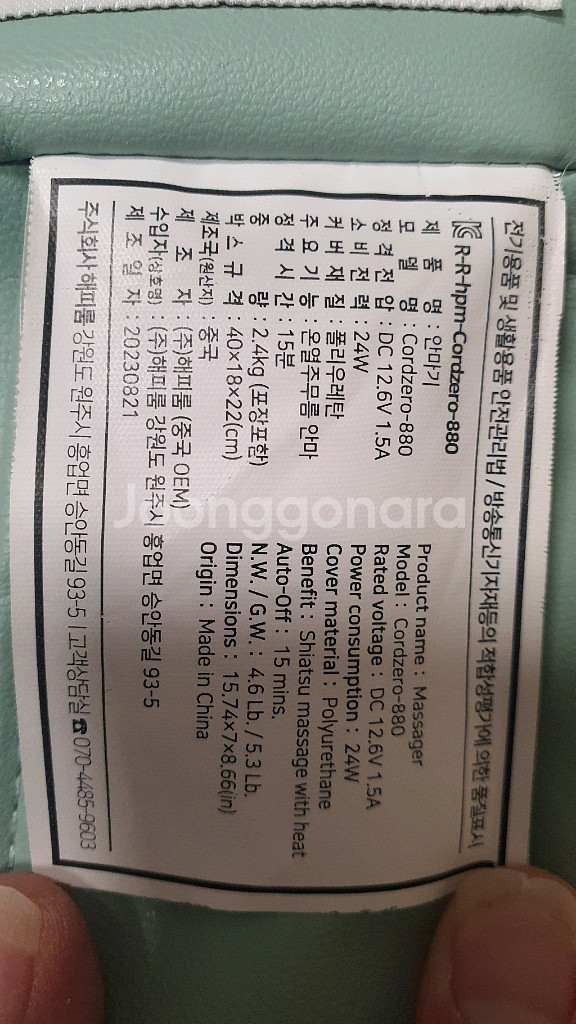 전기용품 및 생활용품 안전관리법 / 방송통신기자재등의 적합성평가에 의한 품질표시
R-R-hpm-Cordzero-880
제 품 명 : 안마기
모 델 명 : Cordzero-880
정격전압 : DC 12.6V 1.5A
소비전력 : 24W
커버재질 : 폴리우레탄
주요기능 : 온열주무름 안마
정격시간 : 15분
중 량 : 2.4kg (포장포함)
박스규격 : 40×18×22(cm)
제조국(원산지) : 중국
제 조 자 : (주)해피룸 (중국 OEM)
수입자(상호명) : (주)해피룸 강원도 원주시 흥업면 승안동길 93-5
제 조 일 자 : 20230821
Product name : Massager
Model : Cordzero-880
Rated voltage : DC 12.6V 1.5A
Power consumption : 24W
Cover material : Polyurethane
Benefit : Shiatsu massage with heat
Auto-Off : 15 mins.
N.W. / G.W. : 4.6 Lb. / 5.3 Lb.
Dimensions : 15.74×7×8.66(in)
Origin : Made in China
주식회사 해피룸 강원도 원주시 흥업면 승안동길 93-5 | 고객상담실 ☎ 070-4485-9603
Joonggonara